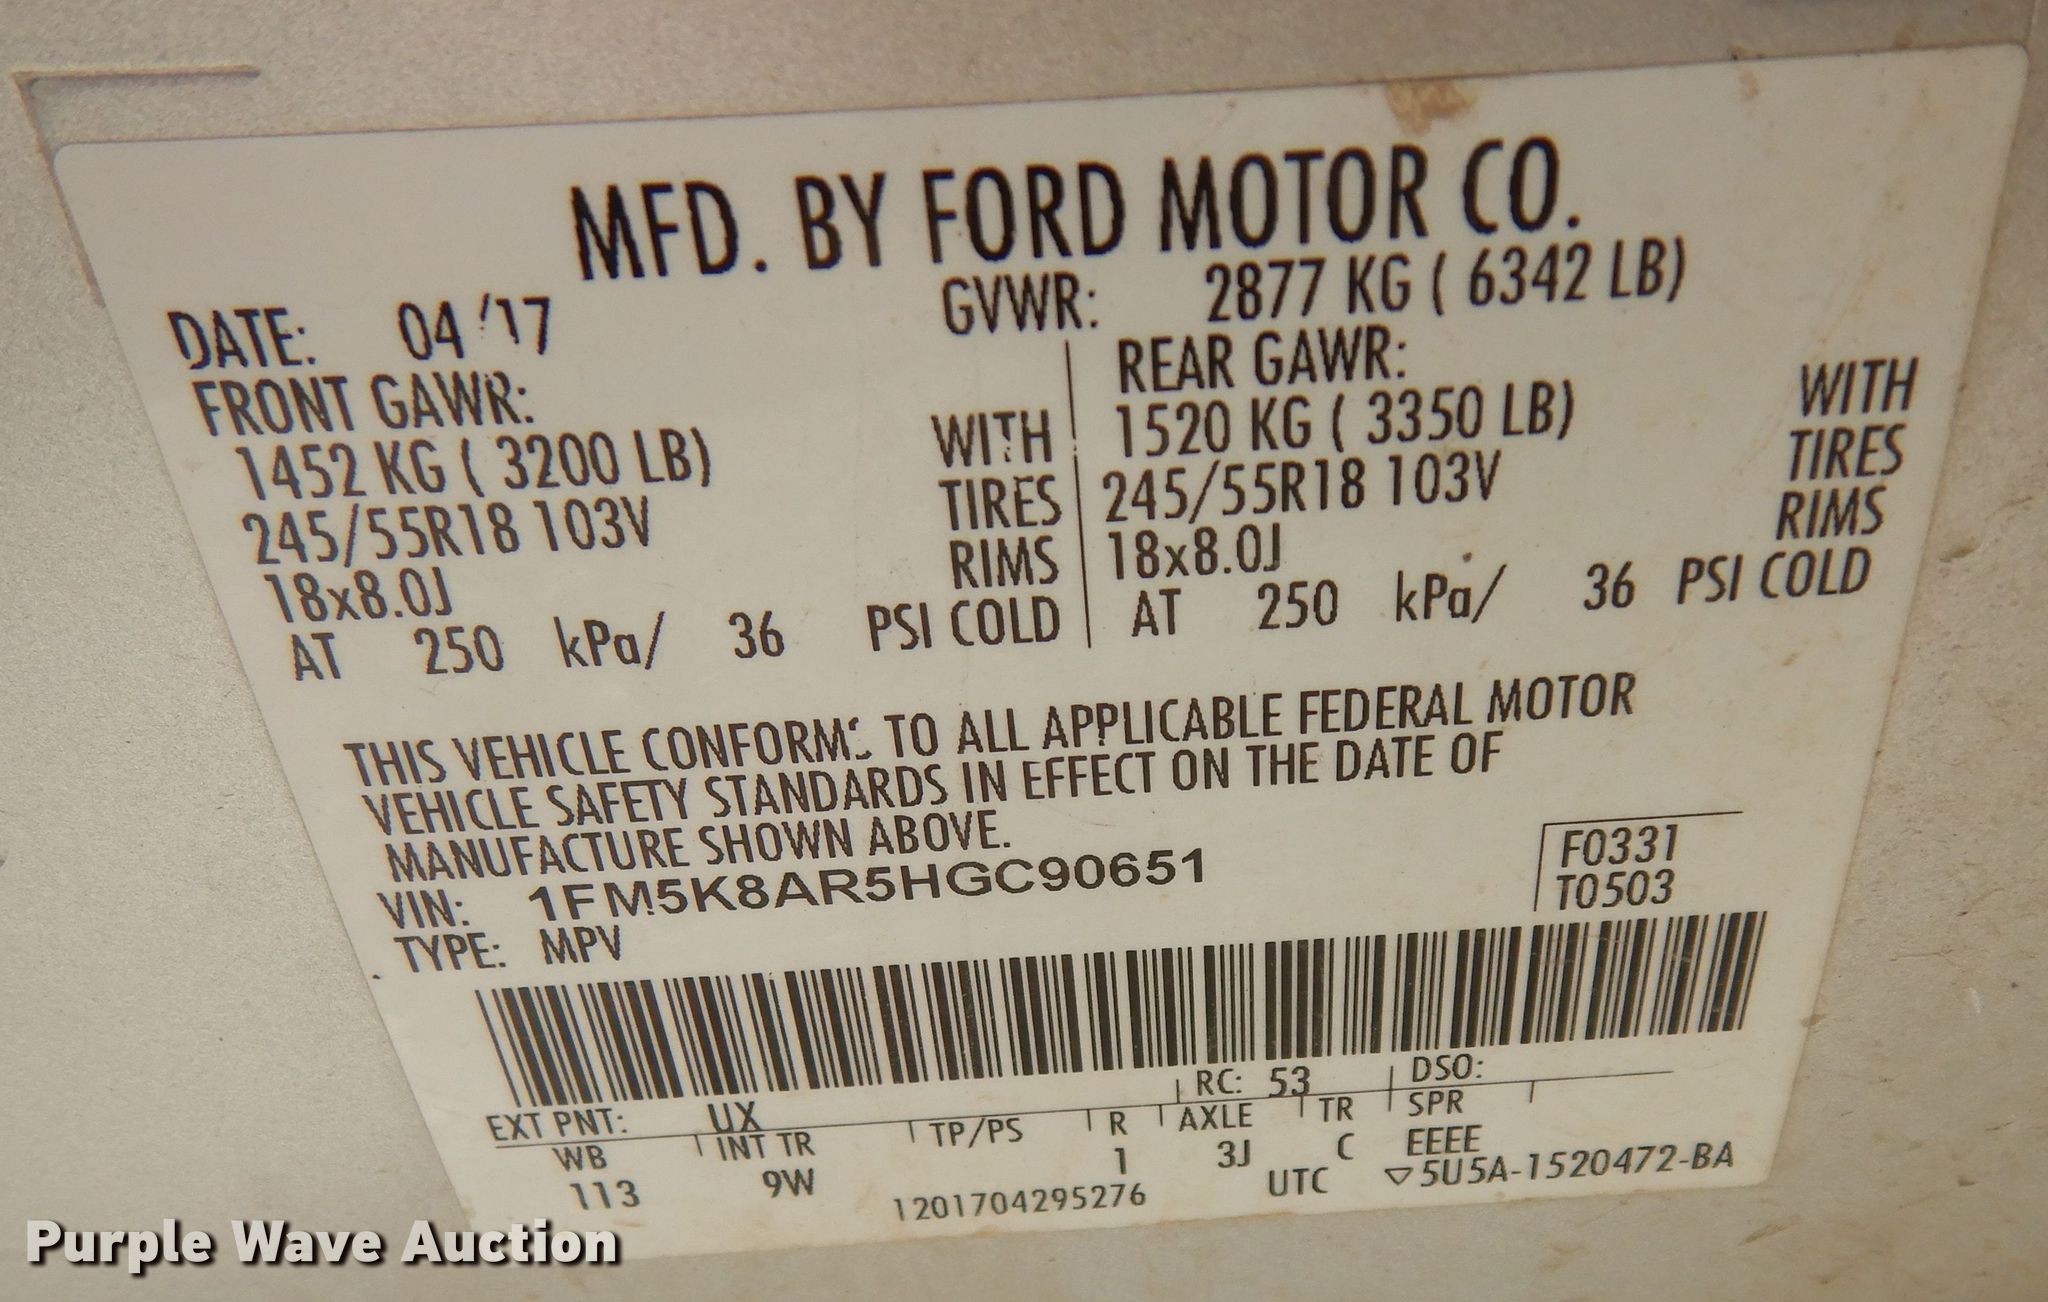 MFD. BY FORD MOTOR CO.
DATE: 04/17 GVWR: 2877 KG ( 6342 LB)
FRONT GAWR: REAR GAWR:
1452 KG ( 3200 LB) WITH 1520 KG ( 3350 LB) WITH
245/55R18 103V TIRES 245/55R18 103V TIRES
18x8.0J RIMS 18x8.0J RIMS
AT 250 kPa/ 36 PSI COLD AT 250 kPa/ 36 PSI COLD
THIS VEHICLE CONFORMS TO ALL APPLICABLE FEDERAL MOTOR
VEHICLE SAFETY STANDARDS IN EFFECT ON THE DATE OF
MANUFACTURE SHOWN ABOVE.
VIN: 1FM5K8AR5HGC90651
TYPE: MPV
F0331
T0503
EXT PNT: UX RC: 53 DSO:
WB INT TR TP/PS R AXLE TR SPR
113 9W 1 3J C EEEE
1201704295276 UTC ▽5U5A-1520472-BA
Purple Wave Auction